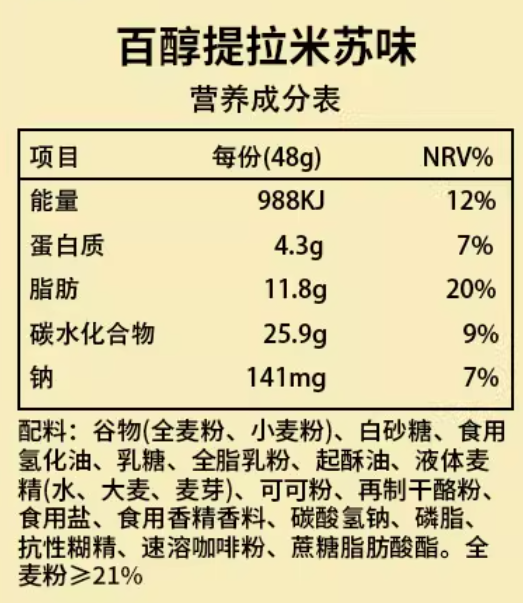 百醇提拉米苏味
营养成分表
项目 每份(48g) NRV%
能量 988KJ 12%
蛋白质 4.3g 7%
脂肪 11.8g 20%
碳水化合物 25.9g 9%
钠 141mg 7%
配料：谷物(全麦粉、小麦粉)、白砂糖、食用
氢化油、乳糖、全脂乳粉、起酥油、液体麦
精(水、大麦、麦芽)、可可粉、再制干酪粉、
食用盐、食用香精香料、碳酸氢钠、磷脂、
抗性糊精、速溶咖啡粉、蔗糖脂肪酸酯。全
麦粉≥21%